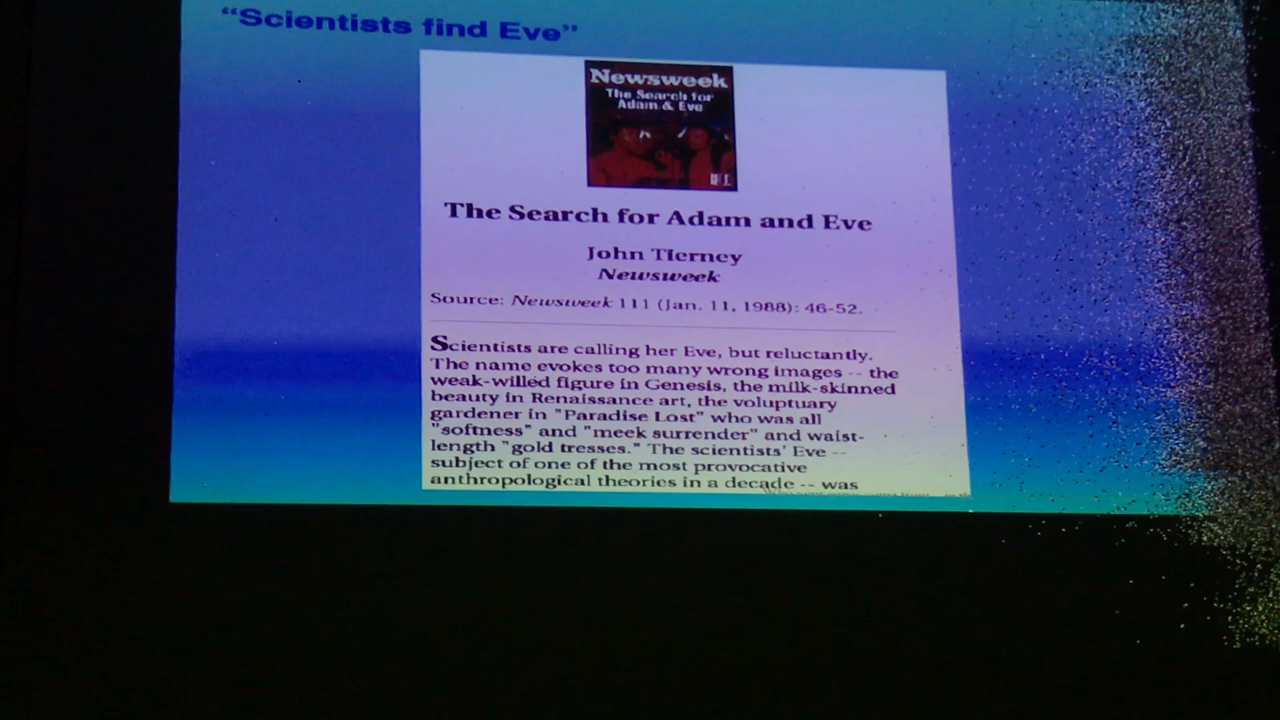 “Scientists find Eve”
Newsweek
The Search for
Adam & Eve
The Search for Adam and Eve
John Tierney
Newsweek
Source: Newsweek 111 (Jan. 11, 1988): 46-52.
Scientists are calling her Eve, but reluctantly.
The name evokes too many wrong images -- the
weak-willed figure in Genesis, the milk-skinned
beauty in Renaissance art, the voluptuary
gardener in "Paradise Lost" who was all
"softness" and "meek surrender" and waist-
length "gold tresses." The scientists' Eve --
subject of one of the most provocative
anthropological theories in a decade -- was